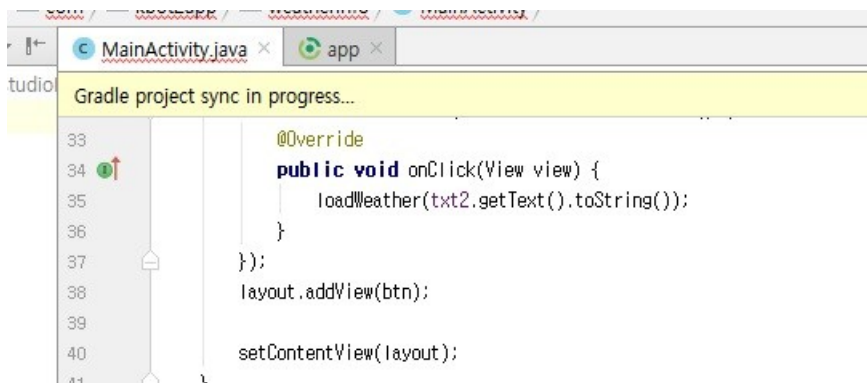 MainActivity.java
app
Gradle project sync in progress...
33 @Override
34 public void onClick(View view) {
35 loadWeather(txt2.getText().toString());
36 }
37 });
38 layout.addView(btn);
39
40 setContentView(layout);
41 }